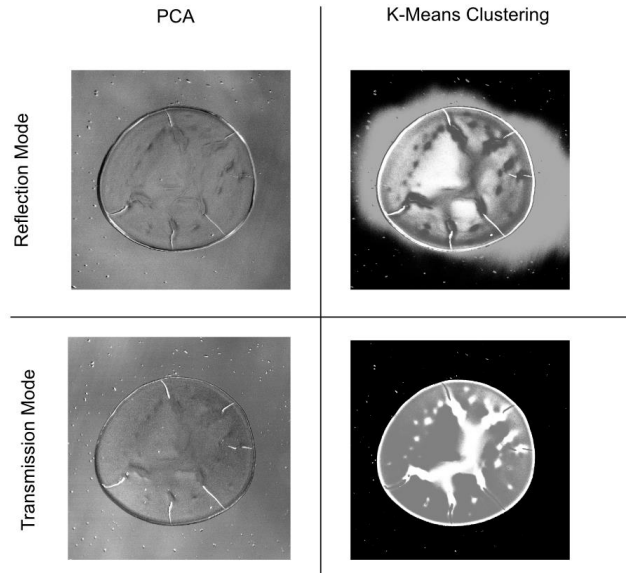 PCA
K-Means Clustering
Reflection Mode
Transmission Mode